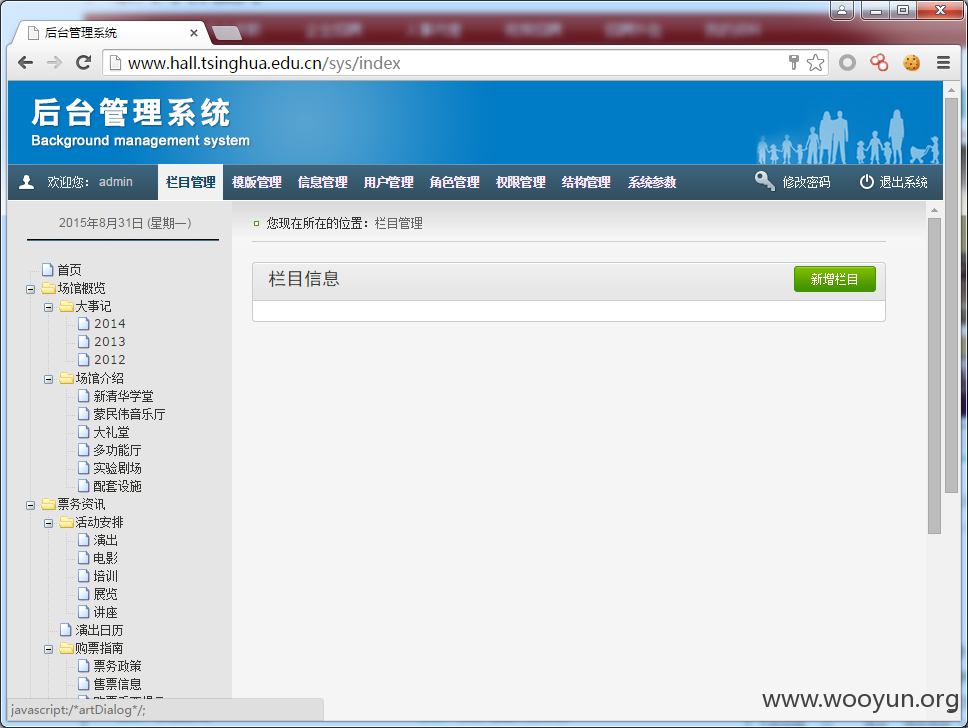 后台管理系统
www.hall.tsinghua.edu.cn/sys/index
后台管理系统
Background management system
欢迎您： admin
栏目管理 模版管理 信息管理 用户管理 角色管理 权限管理 结构管理 系统参数
修改密码 退出系统
2015年8月31日 (星期一)
您现在所在的位置：栏目管理
栏目信息
新增栏目
首页
场馆概览
大事记
2014
2013
2012
场馆介绍
新清华学堂
蒙民伟音乐厅
大礼堂
多功能厅
实验剧场
配套设施
票务资讯
活动安排
演出
电影
培训
展览
讲座
演出日历
购票指南
票务政策
售票信息
javascript:/*artDialog*/;
www.wooyun.org